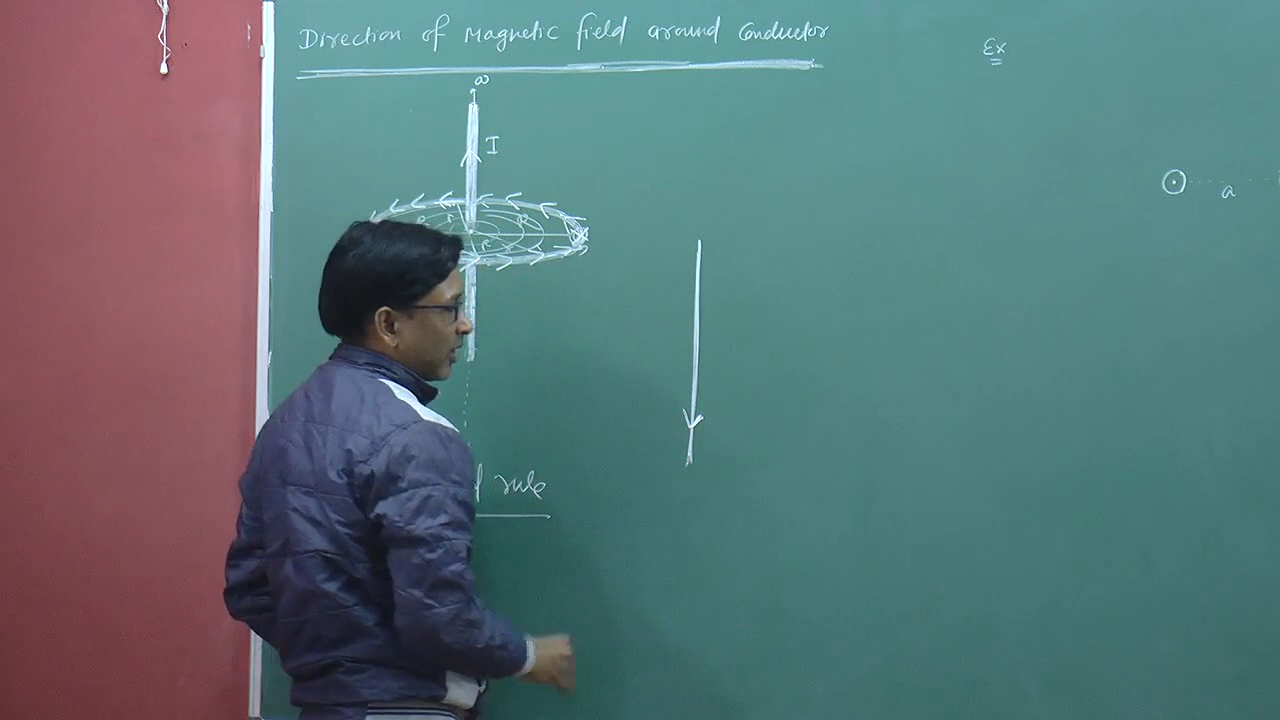 Direction of Magnetic field around Conductor
Ex
∞
I
a
rule